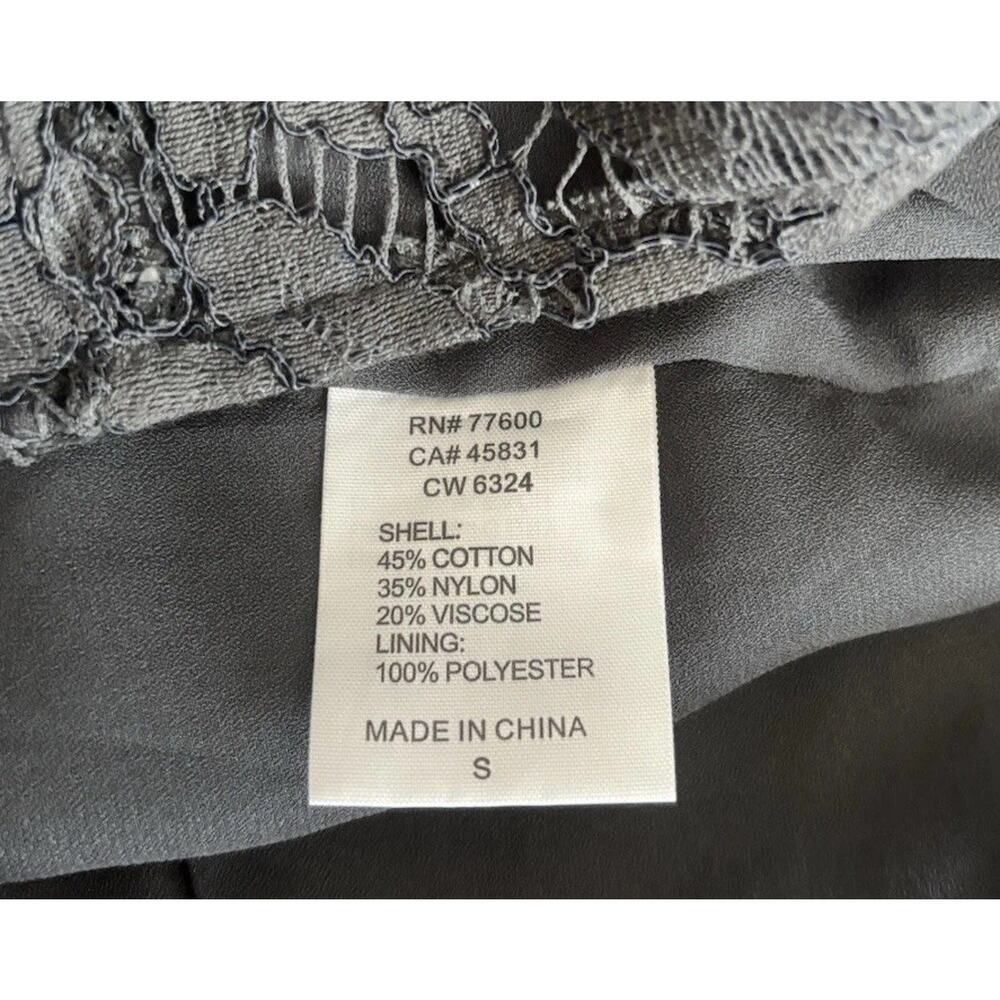 RN# 77600
CA# 45831
CW 6324
SHELL:
45% COTTON
35% NYLON
20% VISCOSE
LINING:
100% POLYESTER
MADE IN CHINA
S